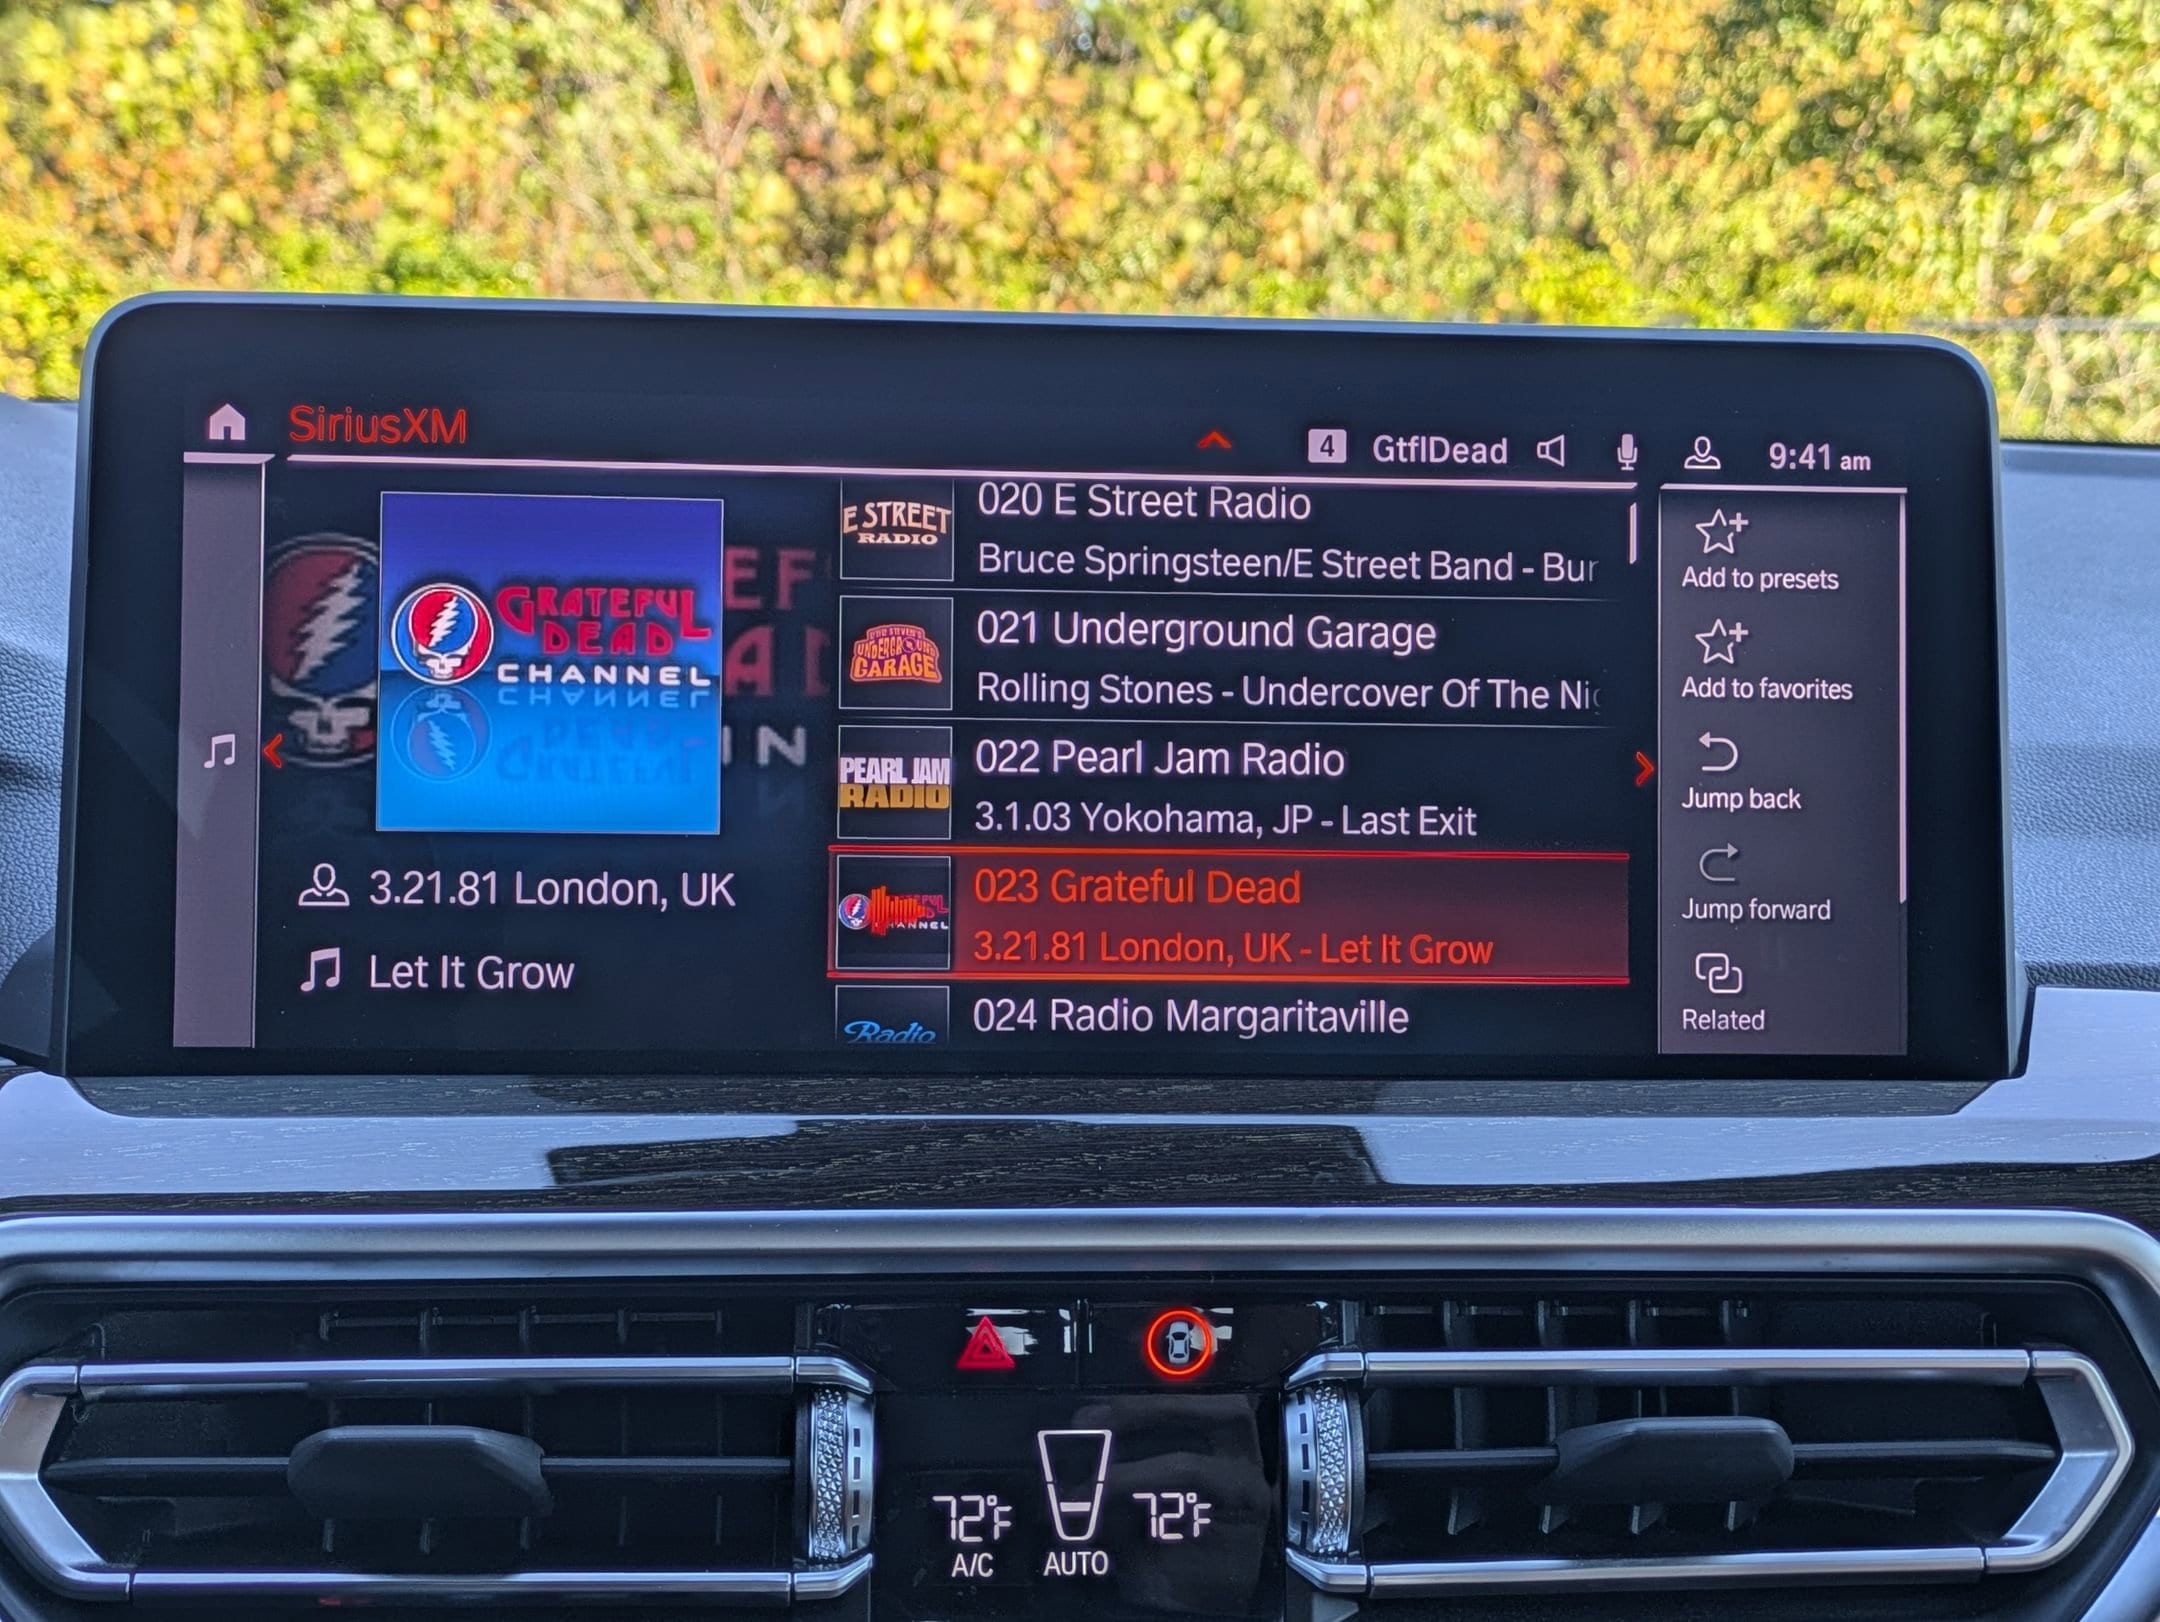 SiriusXM
4 GtflDead 9:41 am
GRATEFUL
DEAD
CHANNEL
3.21.81 London, UK
Let It Grow
E STREET
RADIO
020 E Street Radio
Bruce Springsteen/E Street Band - Bur
UNDERGROUND
GARAGE
021 Underground Garage
Rolling Stones - Undercover Of The Nig
PEARL JAM
RADIO
022 Pearl Jam Radio
3.1.03 Yokohama, JP - Last Exit
023 Grateful Dead
3.21.81 London, UK - Let It Grow
Radio
024 Radio Margaritaville
Add to presets
Add to favorites
Jump back
Jump forward
Related
72°F 72°F
A/C AUTO